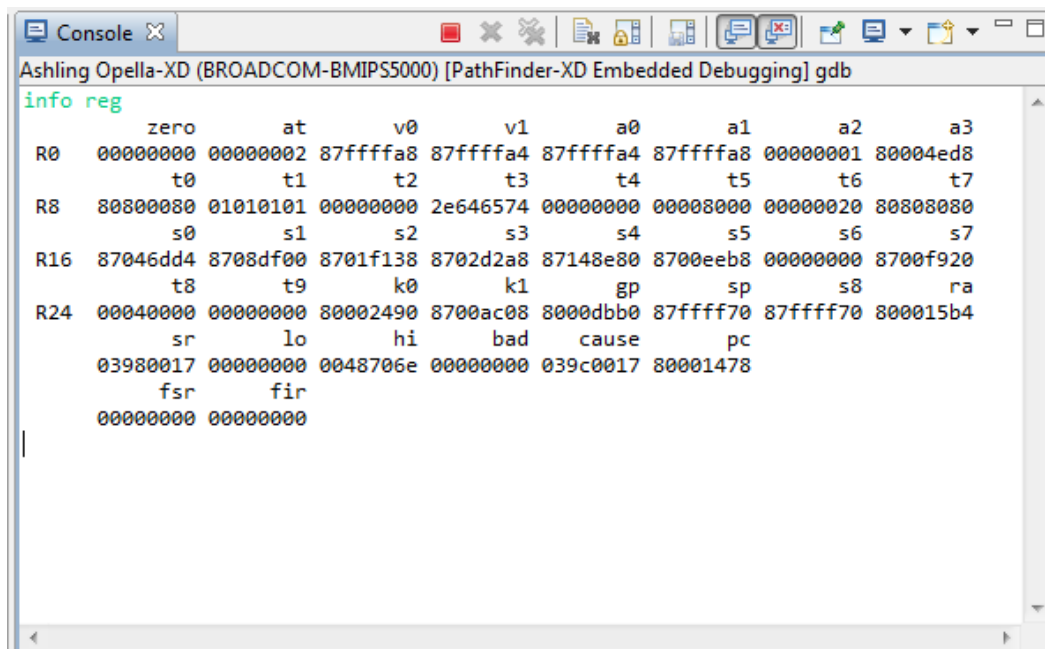 Console
Ashling Opella-XD (BROADCOM-BMIPS5000) [PathFinder-XD Embedded Debugging] gdb
info reg
zero at v0 v1 a0 a1 a2 a3
R0 00000000 00000002 87ffffa8 87ffffa4 87ffffa4 87ffffa8 00000001 80004ed8
t0 t1 t2 t3 t4 t5 t6 t7
R8 80800080 01010101 00000000 2e646574 00000000 00008000 00000020 80808080
s0 s1 s2 s3 s4 s5 s6 s7
R16 87046dd4 8708df00 8701f138 8702d2a8 87148e80 8700eeb8 00000000 8700f920
t8 t9 k0 k1 gp sp s8 ra
R24 00040000 00000000 80002490 8700ac08 8000dbb0 87ffff70 87ffff70 800015b4
sr lo hi bad cause pc
03980017 00000000 0048706e 00000000 039c0017 80001478
fsr fir
00000000 00000000